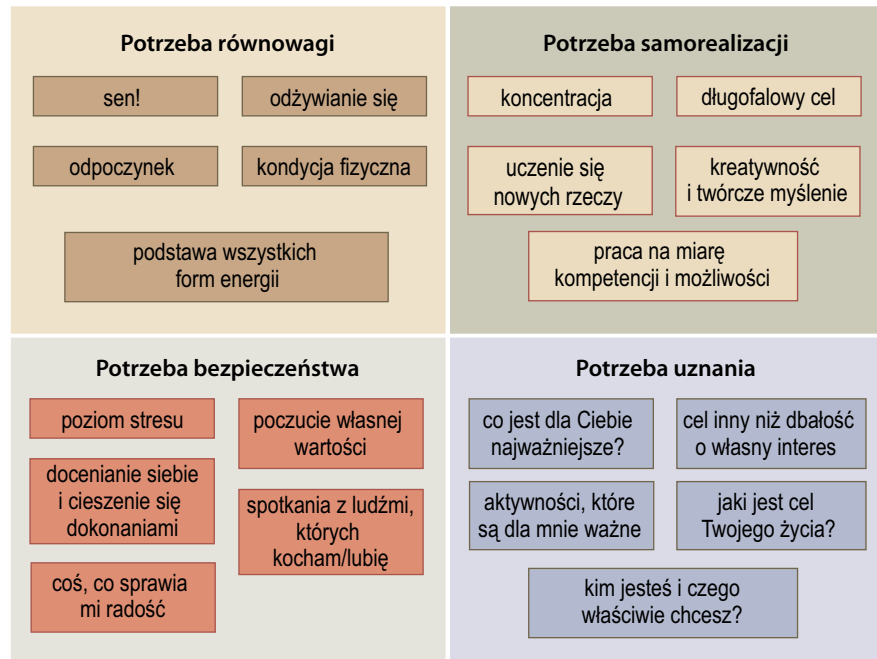 Potrzeba równowagi
sen!
odżywianie się
odpoczynek
kondycja fizyczna
podstawa wszystkich
form energii
Potrzeba samorealizacji
koncentracja
długofalowy cel
uczenie się
nowych rzeczy
kreatywność
i twórcze myślenie
praca na miarę
kompetencji i możliwości
Potrzeba bezpieczeństwa
poziom stresu
poczucie własnej
wartości
docenianie siebie
i cieszenie się
dokonaniami
spotkania z ludźmi,
których
kocham/lubię
coś, co sprawia
mi radość
Potrzeba uznania
co jest dla Ciebie
najważniejsze?
cel inny niż dbałość
o własny interes
aktywności, które
są dla mnie ważne
jaki jest cel
Twojego życia?
kim jesteś i czego
właściwie chcesz?